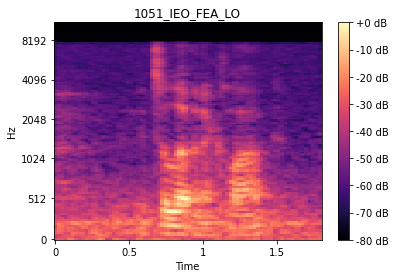 1051_IEO_FEA_LO
8192
4096
2048
1024
512
0
Hz
0
0.5
1
1.5
Time
+0 dB
-10 dB
-20 dB
-30 dB
-40 dB
-50 dB
-60 dB
-70 dB
-80 dB